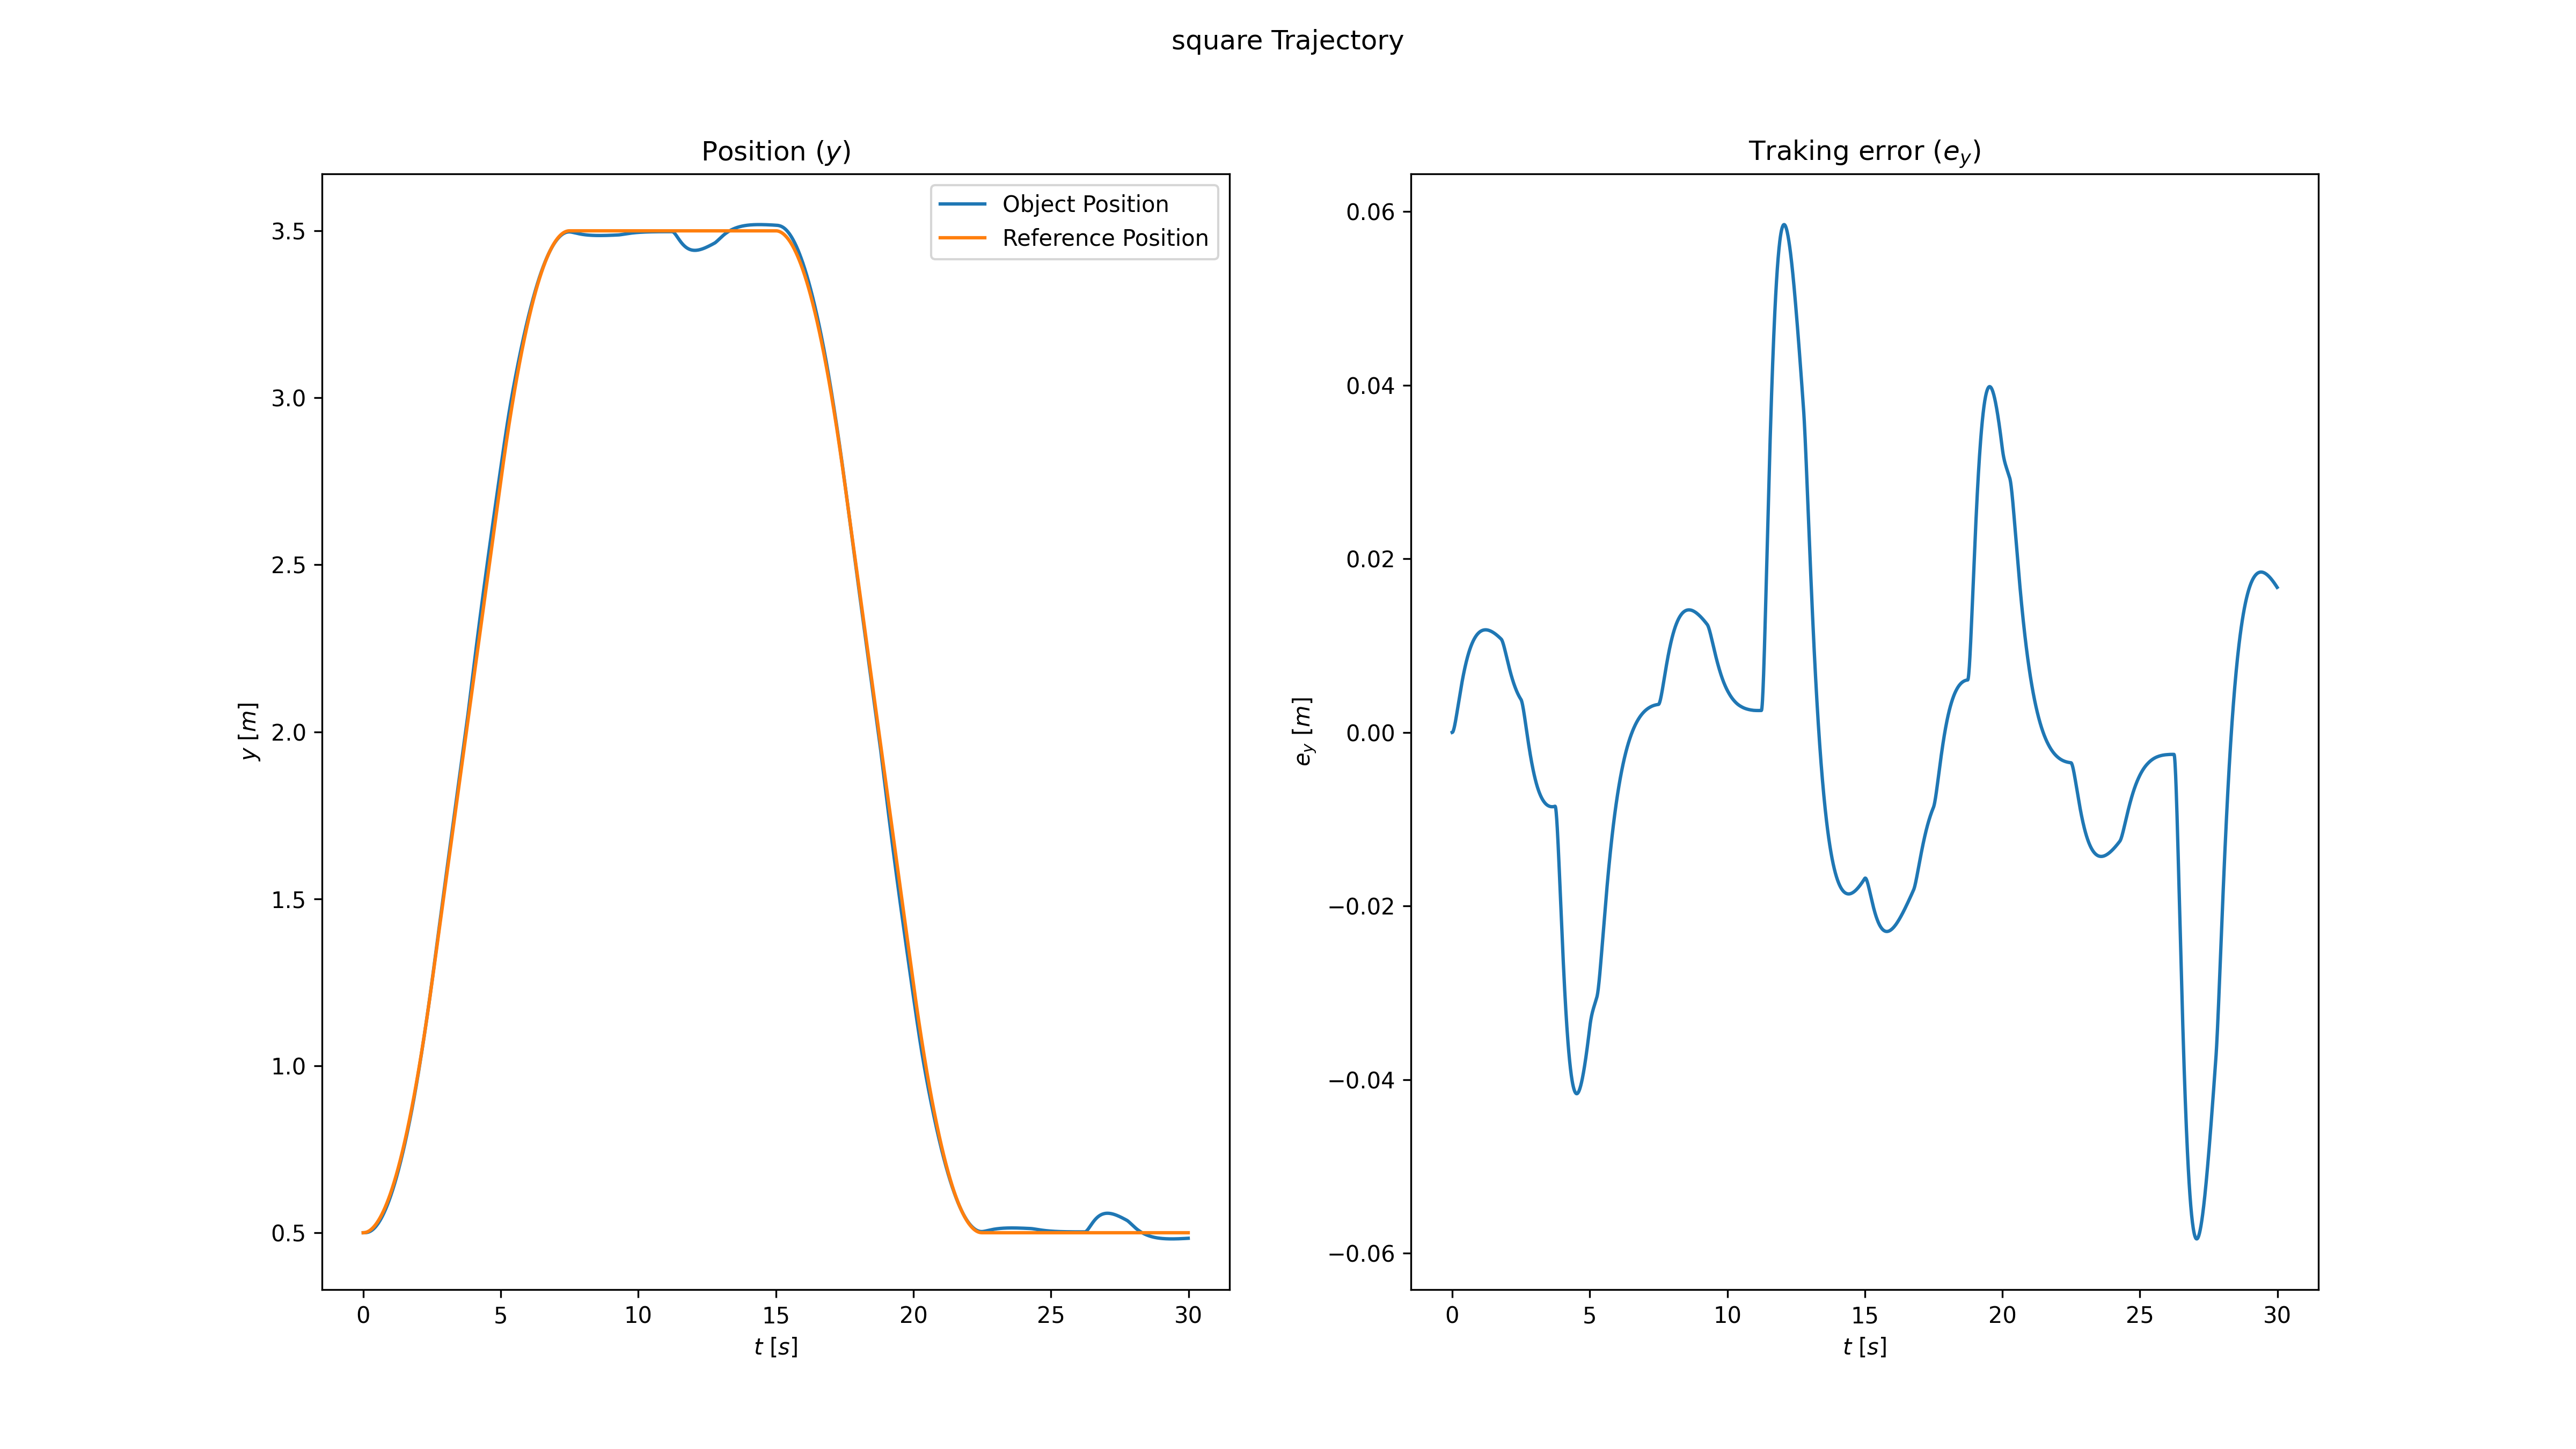 square Trajectory
Position (y)
Object Position
Reference Position
3.5
3.0
2.5
2.0
1.5
1.0
0.5
y [m]
0 5 10 15 20 25 30
t [s]
Traking error (e_y)
0.06
0.04
0.02
0.00
−0.02
−0.04
−0.06
e_y [m]
0 5 10 15 20 25 30
t [s]